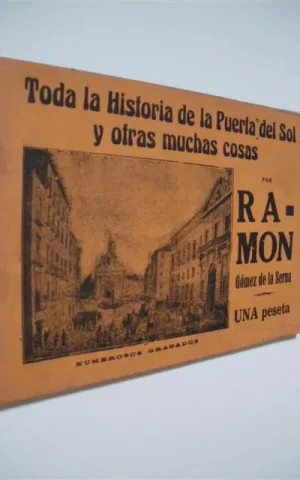 Toda la Historia de la Puerta del Sol
y otras muchas cosas
POR
RA-
MON
Gómez de la Serna
UNA peseta
NUMEROSOS GRABADOS